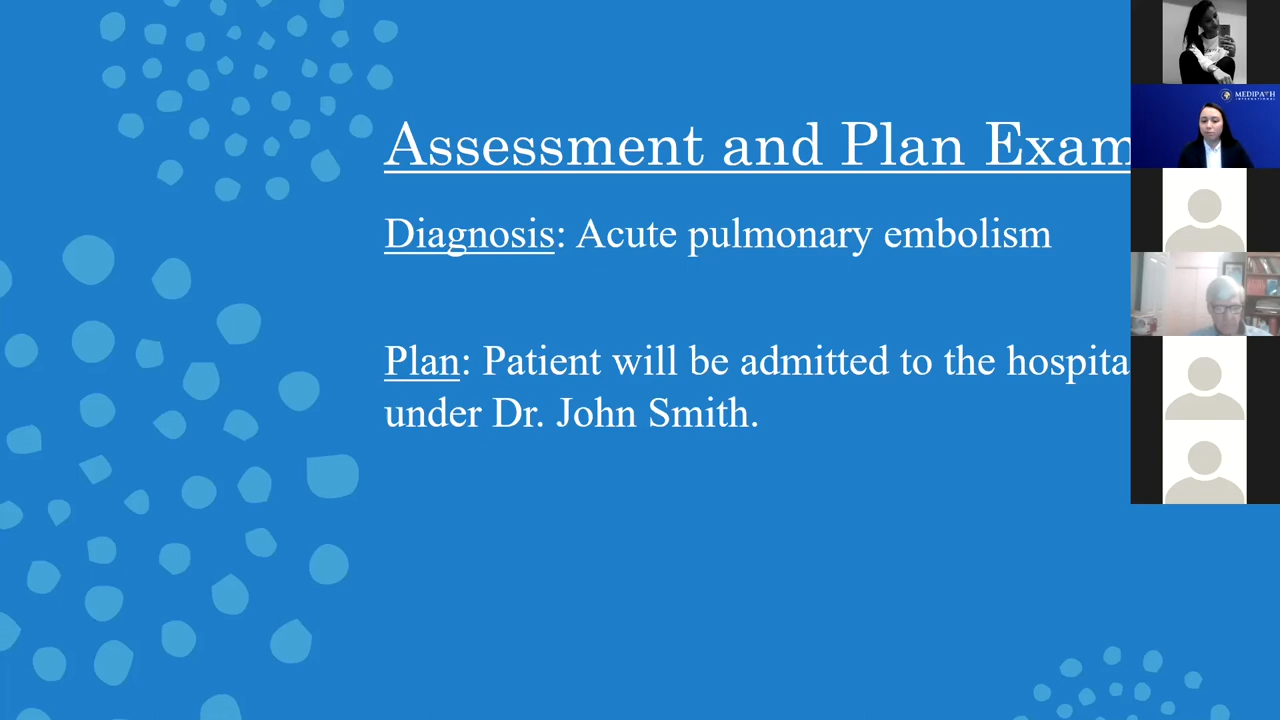 Assessment and Plan Exam
Diagnosis: Acute pulmonary embolism
Plan: Patient will be admitted to the hospita
under Dr. John Smith.
MEDIPATH
INTERNATIONAL